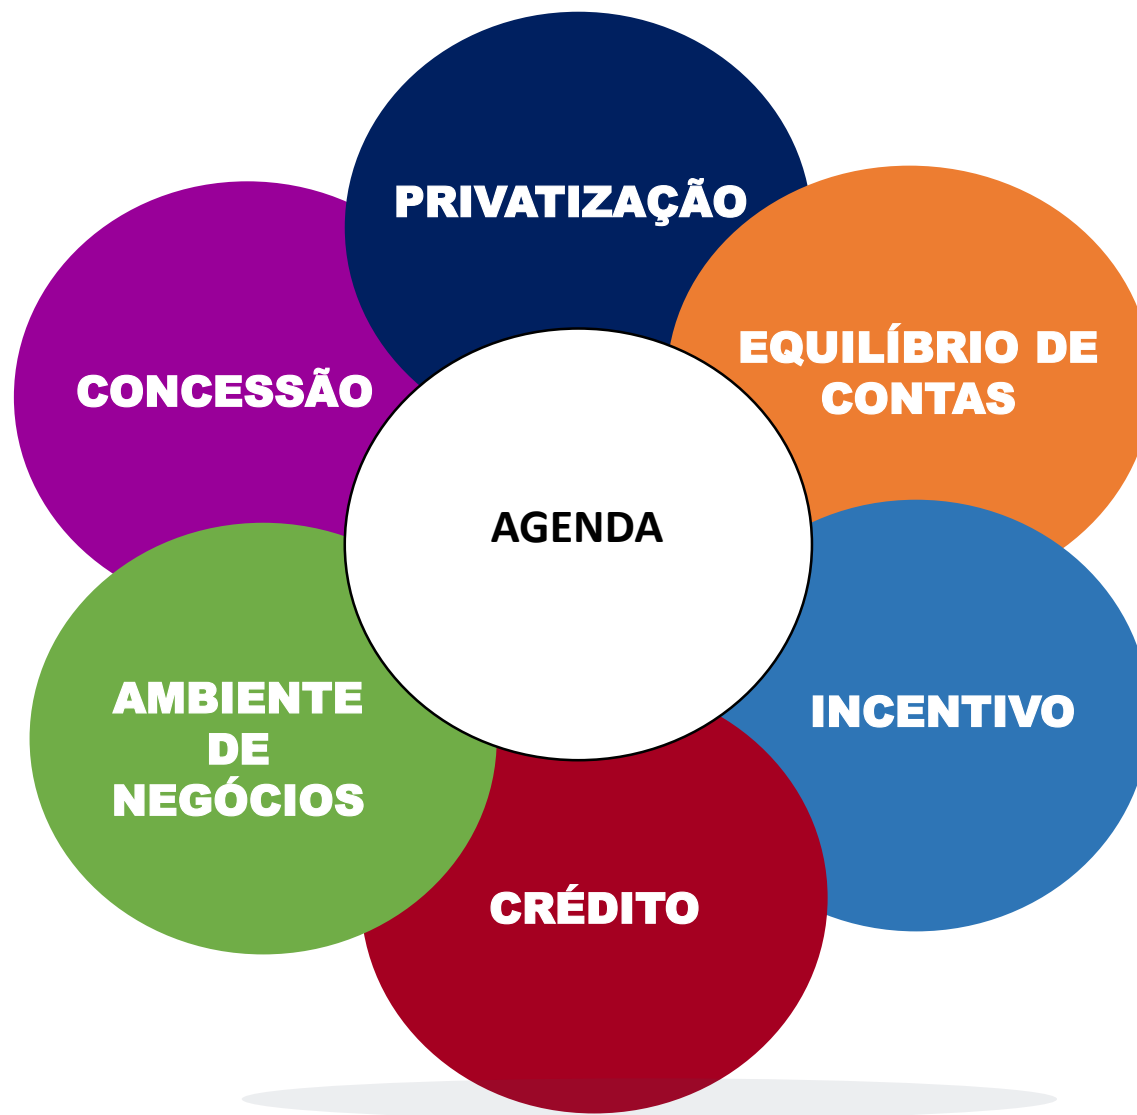 PRIVATIZAÇÃO
EQUILÍBRIO DE
CONTAS
CONCESSÃO
AGENDA
INCENTIVO
AMBIENTE
DE
NEGÓCIOS
CRÉDITO